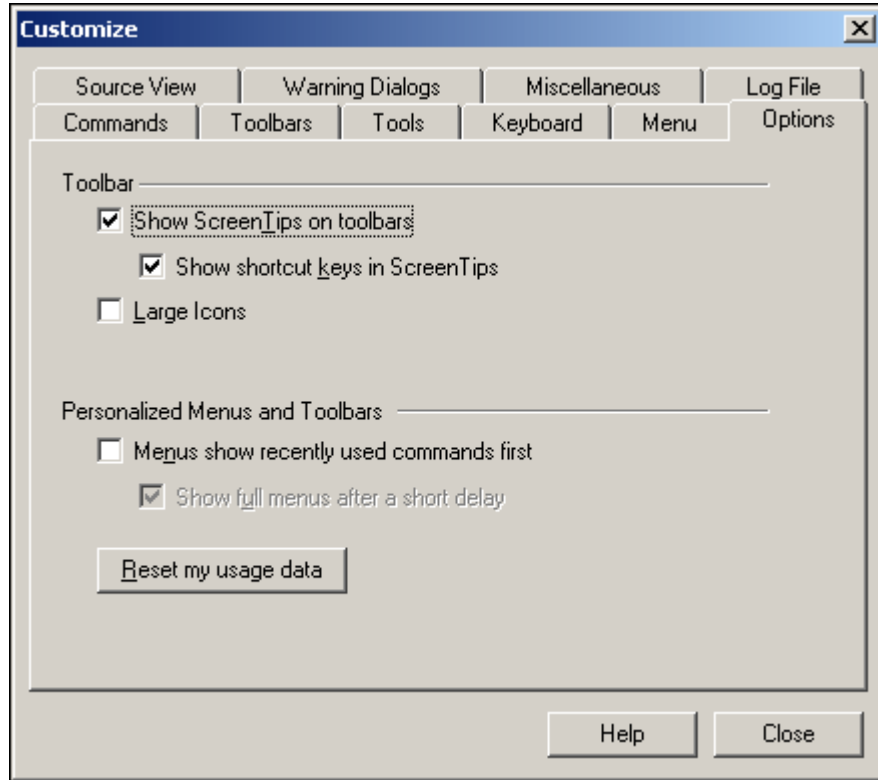 Customize
Source View Warning Dialogs Miscellaneous Log File
Commands Toolbars Tools Keyboard Menu Options
Toolbar
Show ScreenTips on toolbars
Show shortcut keys in ScreenTips
Large Icons
Personalized Menus and Toolbars
Menus show recently used commands first
Show full menus after a short delay
Reset my usage data
Help Close